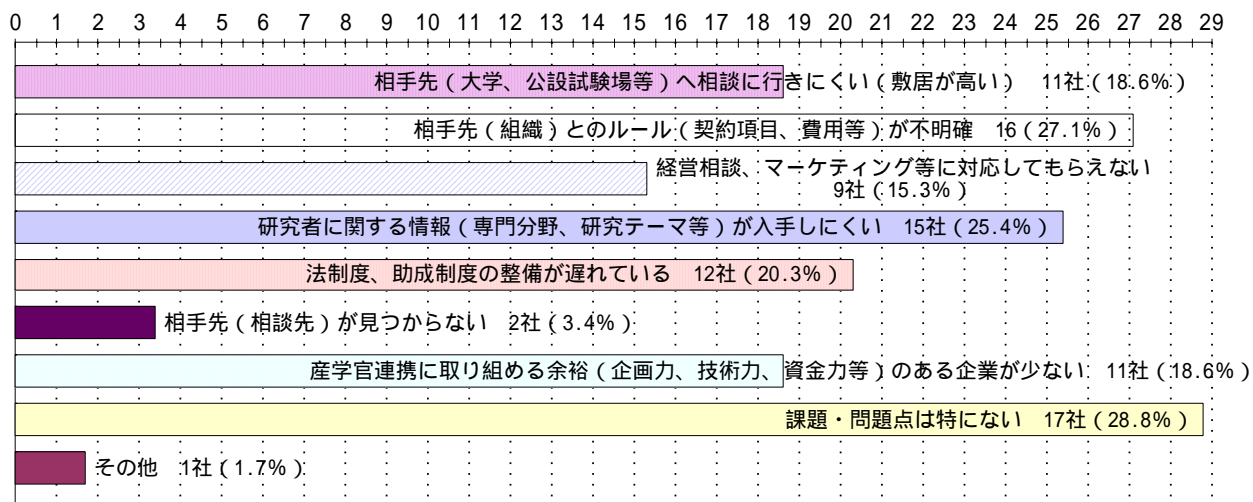 0 1 2 3 4 5 6 7 8 9 10 11 12 13 14 15 16 17 18 19 20 21 22 23 24 25 26 27 28 29
相手先（大学、公設試験場等）へ相談に行きにくい（敷居が高い）　11社（18.6%）
相手先（組織）とのルール（契約項目、費用等）が不明確　16（27.1%）
経営相談、マーケティング等に対応してもらえない
9社（15.3%）
研究者に関する情報（専門分野、研究テーマ等）が入手しにくい　15社（25.4%）
法制度、助成制度の整備が遅れている　12社（20.3%）
相手先（相談先）が見つからない　2社（3.4%）
産学官連携に取り組める余裕（企画力、技術力、資金力等）のある企業が少ない　11社（18.6%）
課題・問題点は特にない　17社（28.8%）
その他　1社（1.7%）